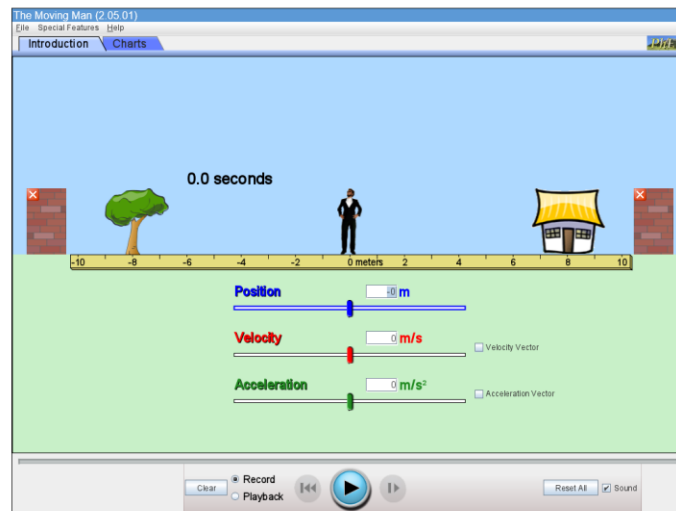 The Moving Man (2.05.01)
File Special Features Help
Introduction Charts
0.0 seconds
-10 -8 -6 -4 -2 0 meters 2 4 6 8 10
Position -0 m
Velocity 0 m/s
Velocity Vector
Acceleration 0 m/s²
Acceleration Vector
Clear
Record
Playback
Reset All
Sound